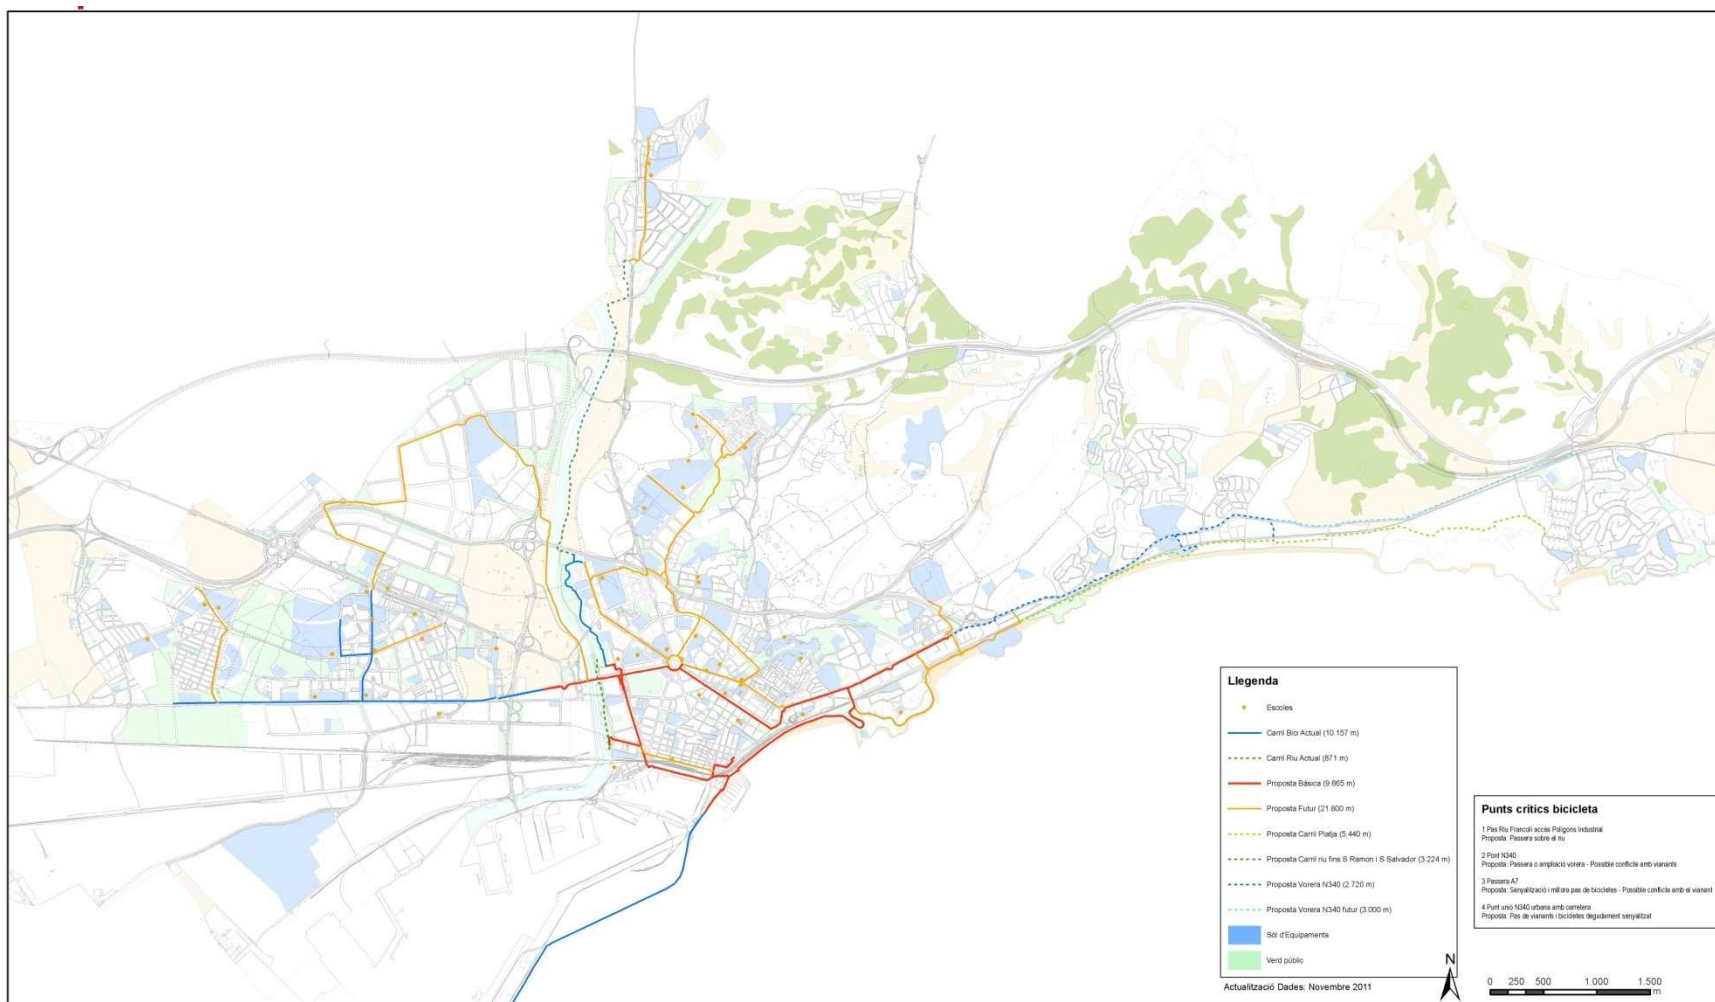 Llegenda
Escoles
Carril Bici Actual (10.157 m)
Carril Riu Actual (871 m)
Proposta Bàsica (9.665 m)
Proposta Futur (21.800 m)
Proposta Carril Platja (5.440 m)
Proposta Carril riu fins S Ramon i S Salvador (3.224 m)
Proposta Vorera N340 (2.720 m)
Proposta Vorera N340 futur (3.000 m)
Sòl d'Equipaments
Verd públic
Actualització Dades: Novembre 2011
N
Punts crítics bicicleta
1 Pas Riu Francolí accés Polígons Industrial
Proposta: Passera sobre el riu
2 Pont N340
Proposta: Passera o ampliació vorera - Possible conflicte amb vianants
3 Passera A7
Proposta: Senyalització i millora pas de bicicletes - Possible conflicte amb el vianant
4 Punt unió N340 urbana amb carretera
Proposta: Pas de vianants i bicicletes degudament senyalitzat
0 250 500 1.000 1.500
m